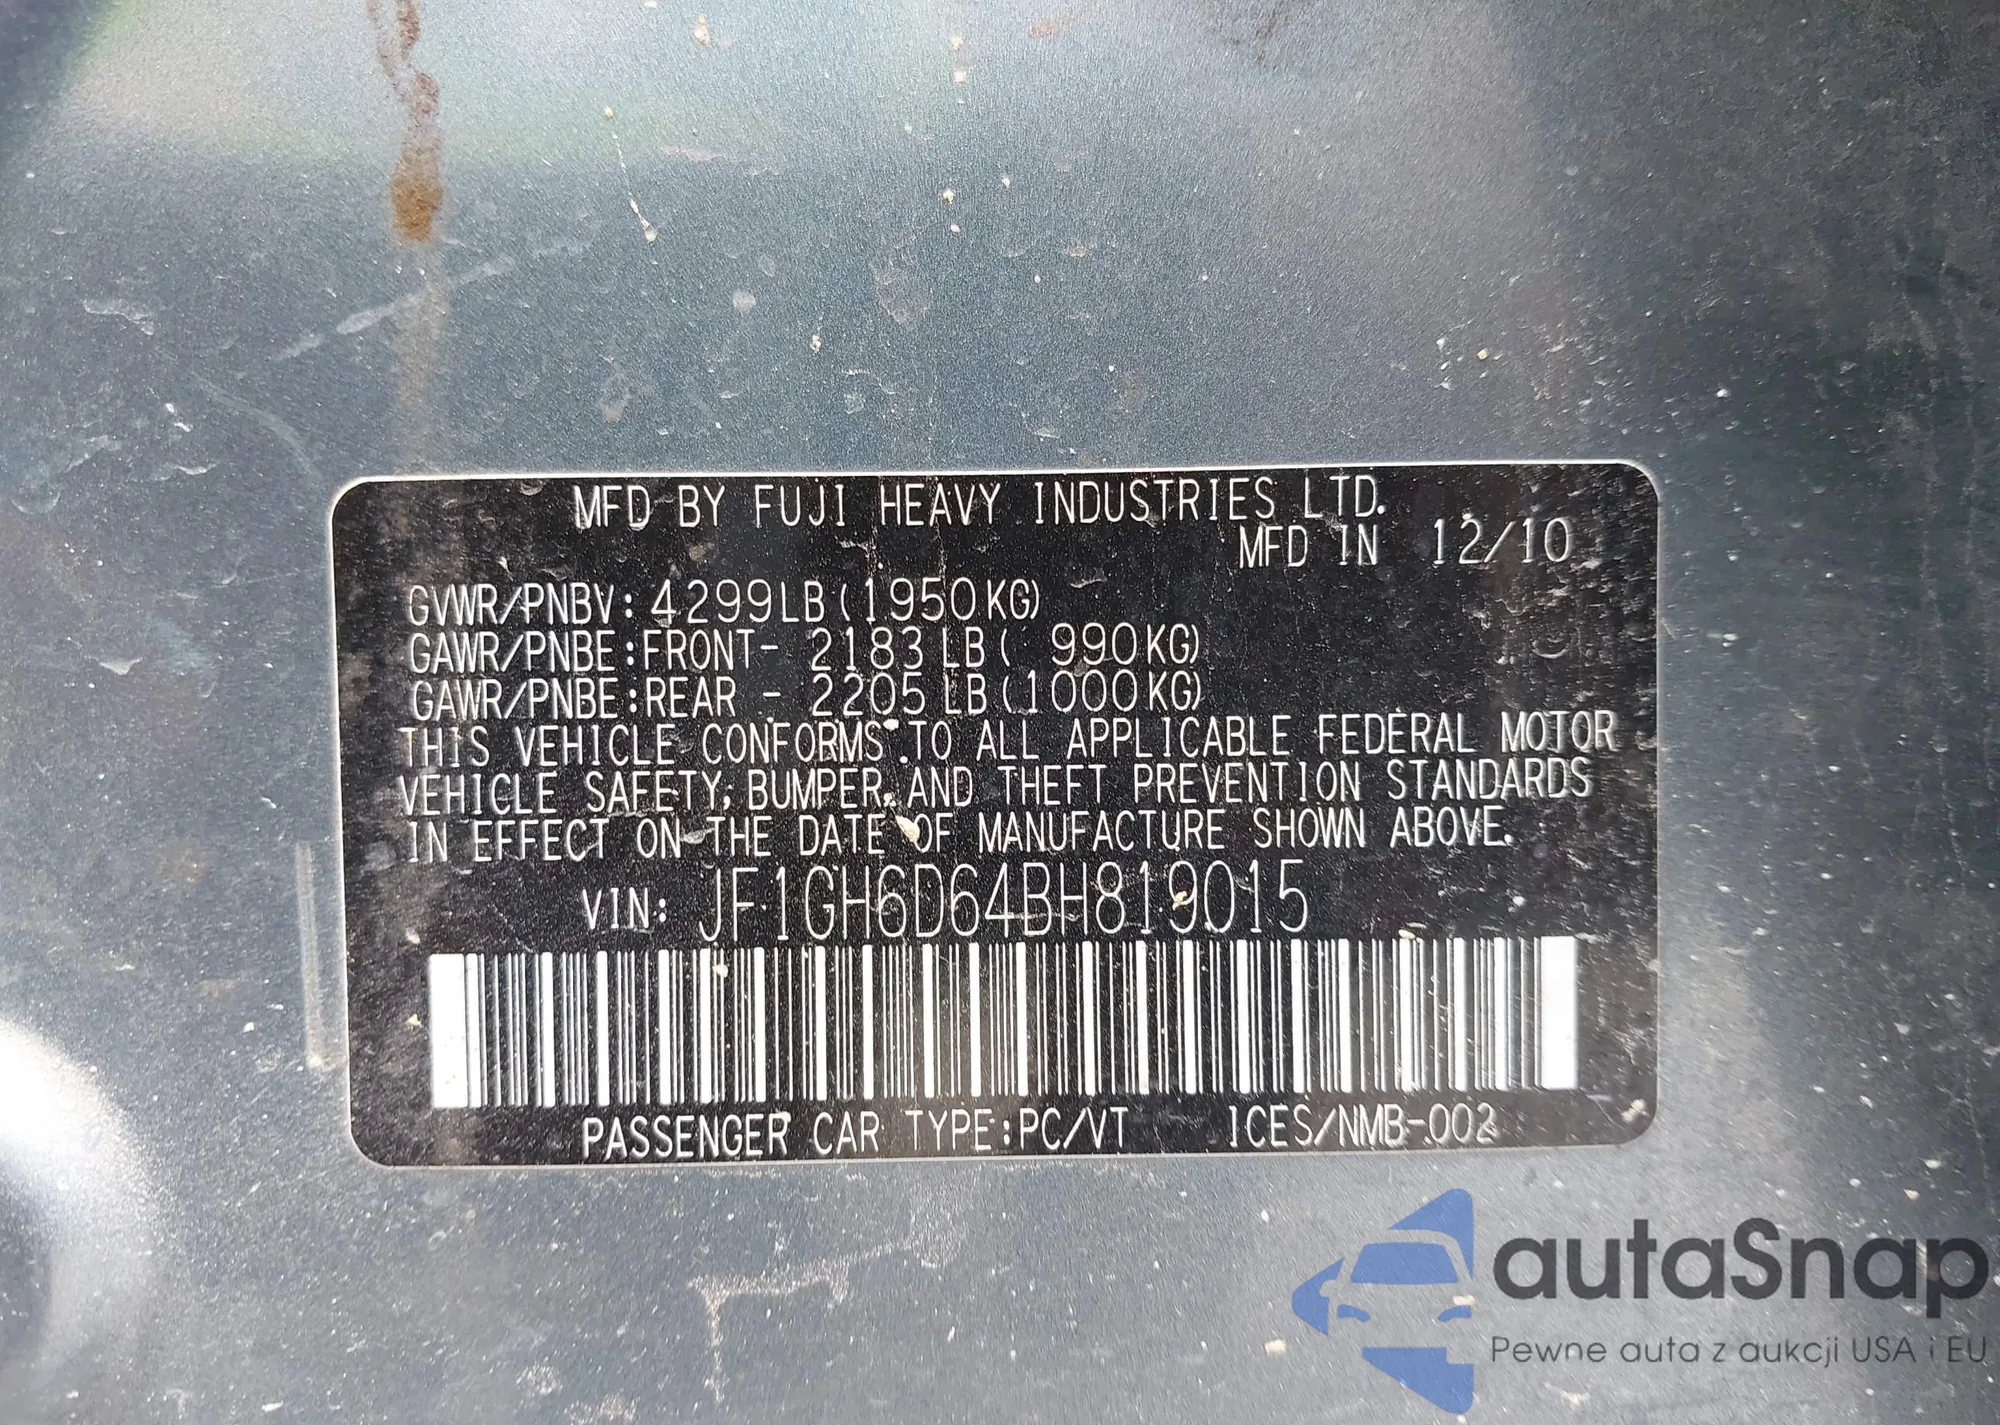 MFD BY FUJI HEAVY INDUSTRIES LTD.
MFD IN 12/10
GVWR/PNBV: 4299LB(1950KG)
GAWR/PNBE:FRONT- 2183LB( 990KG)
GAWR/PNBE:REAR - 2205LB(1000KG)
THIS VEHICLE CONFORMS TO ALL APPLICABLE FEDERAL MOTOR
VEHICLE SAFETY, BUMPER, AND THEFT PREVENTION STANDARDS
IN EFFECT ON THE DATE OF MANUFACTURE SHOWN ABOVE.
VIN: JF1GH6D64BH819015
PASSENGER CAR TYPE:PC/VT ICES/NMB-002
autaSnap
Pewne auta z aukcji USA i EU